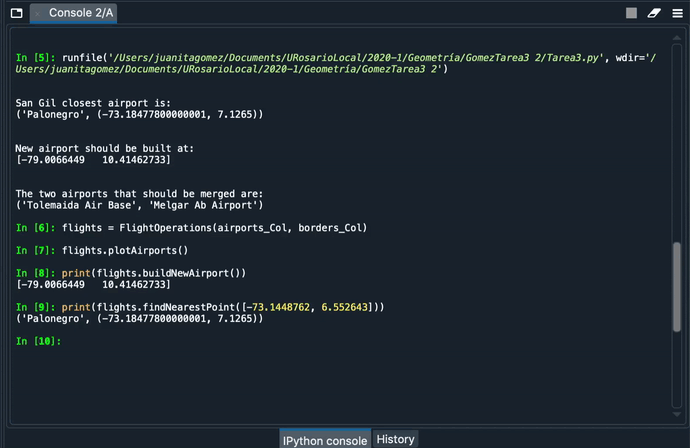 Console 2/A
In [5]: runfile('/Users/juanitagomez/Documents/URosarioLocal/2020-1/Geometría/GomezTarea3 2/Tarea3.py', wdir='/
Users/juanitagomez/Documents/URosarioLocal/2020-1/Geometría/GomezTarea3 2')
San Gil closest airport is:
('Palonegro', (-73.18477800000001, 7.1265))
New airport should be built at:
[-79.0066449   10.41462733]
The two airports that should be merged are:
('Tolemaida Air Base', 'Melgar Ab Airport')
In [6]: flights = FlightOperations(airports_Col, borders_Col)
In [7]: flights.plotAirports()
In [8]: print(flights.buildNewAirport())
[-79.0066449   10.41462733]
In [9]: print(flights.findNearestPoint([-73.1448762, 6.552643]))
('Palonegro', (-73.18477800000001, 7.1265))
In [10]:
IPython console History